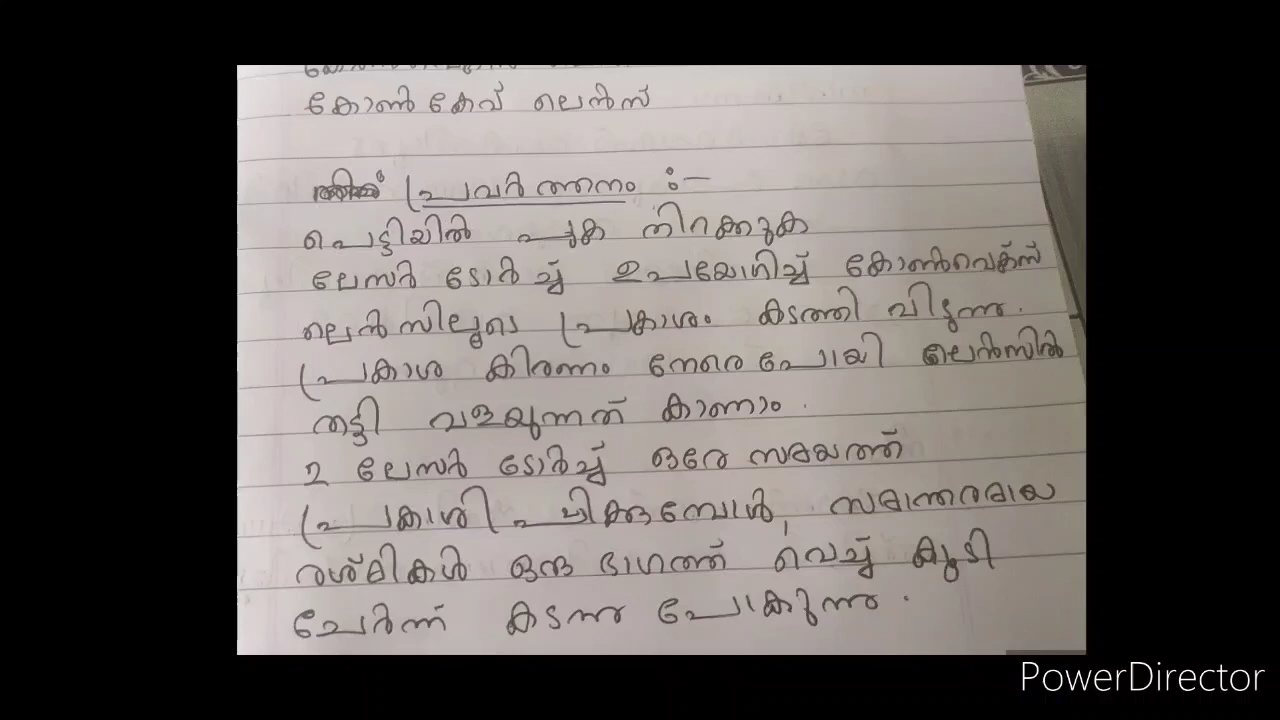 കോൺ കേവ് ലെൻസ്
പ്രവർത്തനം :-
പെട്ടിയിൽ പുക നിറക്കുക
ലേസർ ടോർച്ച് ഉപയോഗിച്ച് കോൺവെക്സ്
ലെൻസിലൂടെ പ്രകാശം കടത്തി വിടുന്നു.
പ്രകാശ കിരണം നേരെ പോയി ലെൻസിൽ
തട്ടി വളയുന്നത് കാണാം.
2 ലേസർ ടോർച്ച് ഒരേ സമയത്ത്
പ്രകാശിപ്പിക്കുമ്പോൾ, സമാന്തരമായ
രശ്മികൾ ഒരു ഭാഗത്ത് വെച്ച് കൂടി
ചേർന്ന് കടന്നു പോകുന്നു.
PowerDirector